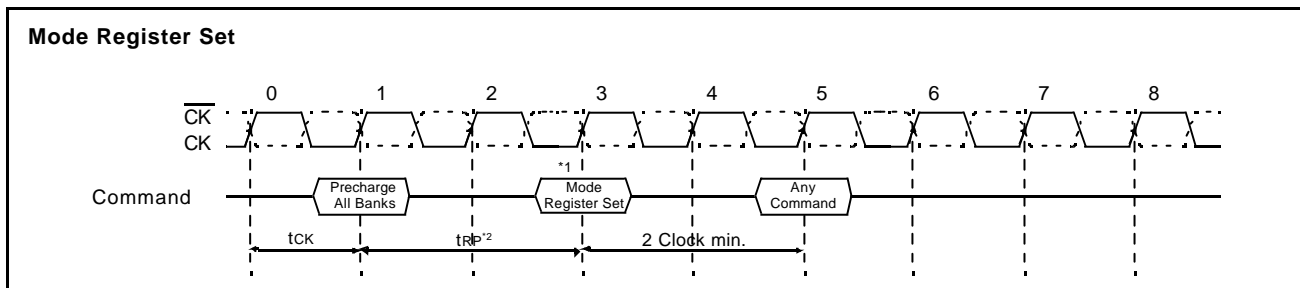 Mode Register Set
0 1 2 3 4 5 6 7 8
CK
CK
*1
Command
Precharge
All Banks
Mode
Register Set
Any
Command
tCK tRP*2 2 Clock min.